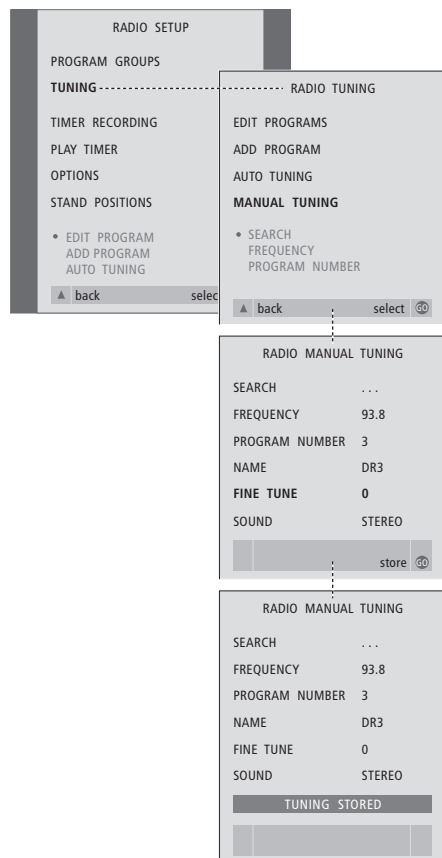 RADIO SETUP
PROGRAM GROUPS
TUNING
TIMER RECORDING
PLAY TIMER
OPTIONS
STAND POSITIONS
• EDIT PROGRAM
ADD PROGRAM
AUTO TUNING
▲ back selec
RADIO TUNING
EDIT PROGRAMS
ADD PROGRAM
AUTO TUNING
MANUAL TUNING
• SEARCH
FREQUENCY
PROGRAM NUMBER
▲ back select GO
RADIO MANUAL TUNING
SEARCH . . .
FREQUENCY 93.8
PROGRAM NUMBER 3
NAME DR3
FINE TUNE 0
SOUND STEREO
store GO
RADIO MANUAL TUNING
SEARCH . . .
FREQUENCY 93.8
PROGRAM NUMBER 3
NAME DR3
FINE TUNE 0
SOUND STEREO
TUNING STORED